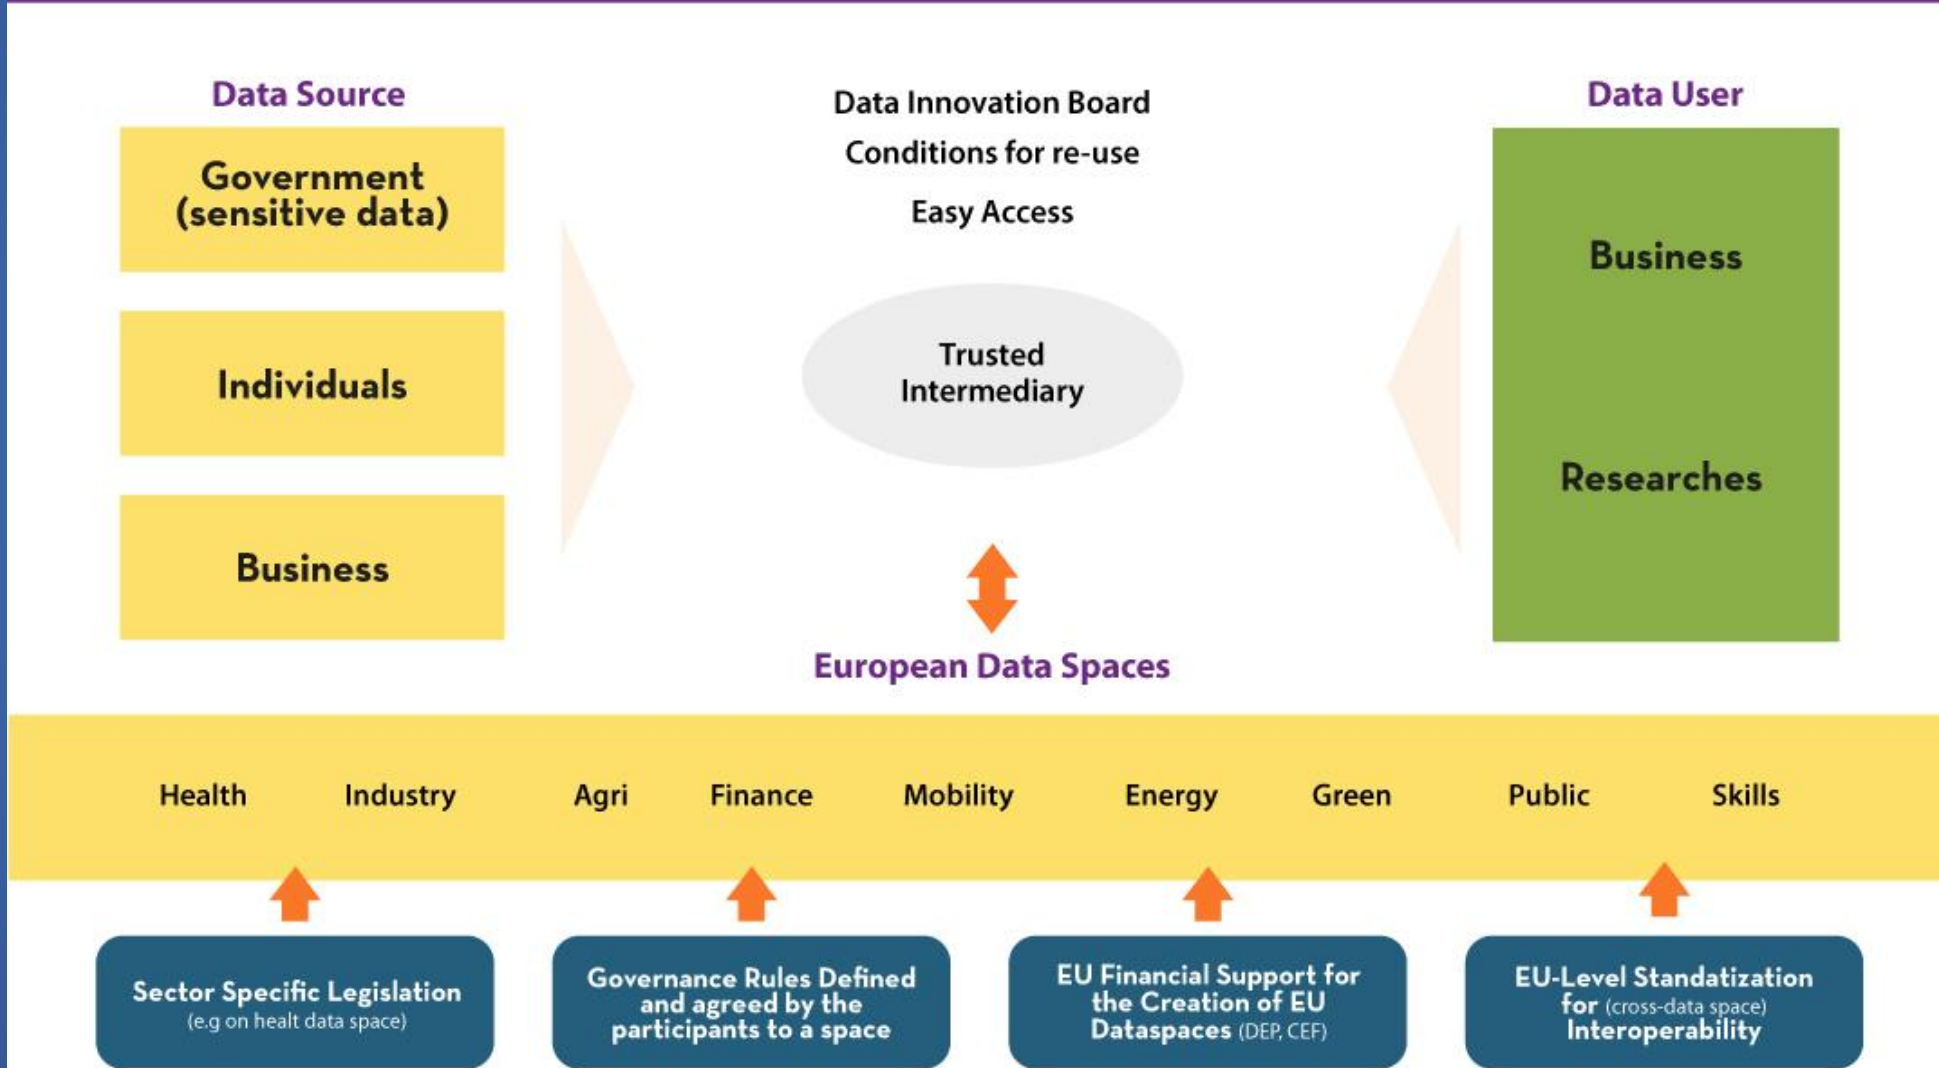 Data Source
Government
(sensitive data)
Individuals
Business
Data Innovation Board
Conditions for re-use
Easy Access
Trusted
Intermediary
Data User
Business
Researches
European Data Spaces
Health
Industry
Agri
Finance
Mobility
Energy
Green
Public
Skills
Sector Specific Legislation
(e.g on healt data space)
Governance Rules Defined
and agreed by the
participants to a space
EU Financial Support for
the Creation of EU
Dataspaces (DEP, CEF)
EU-Level Standatization
for (cross-data space)
Interoperability